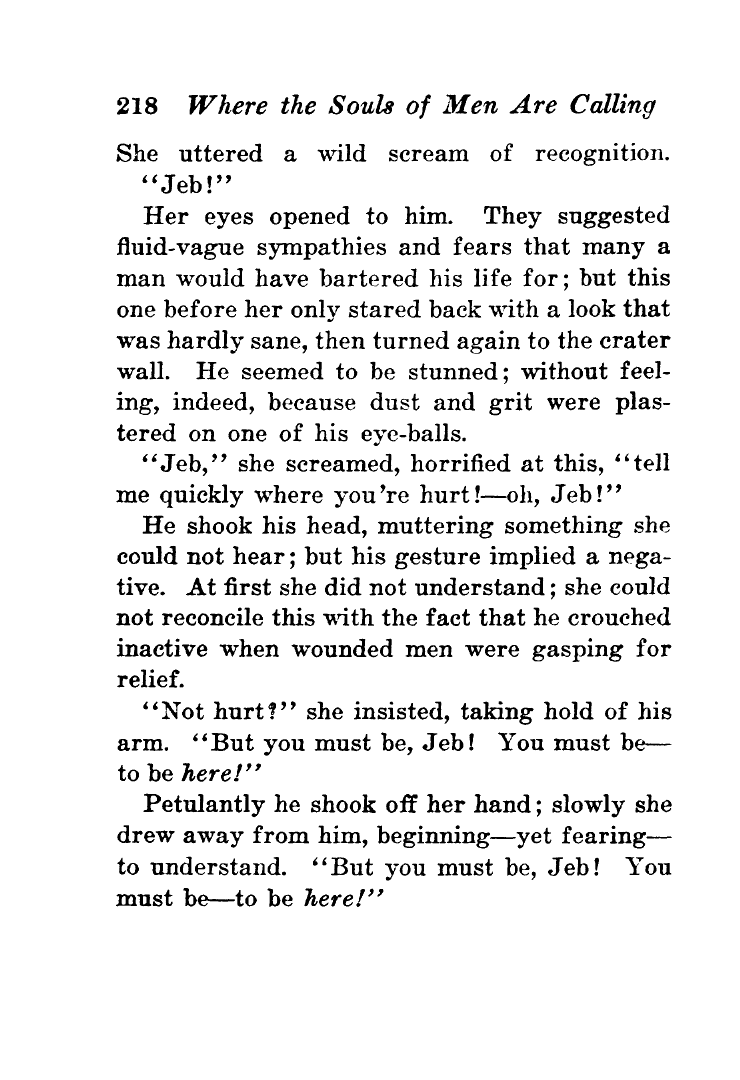 218 Where the Souls of Men Are Calling
She uttered a wild scream of recognition.
“Jeb!”
Her eyes opened to him. They suggested
fluid-vague sympathies and fears that many a
man would have bartered his life for; but this
one before her only stared back with a look that
was hardly sane, then turned again to the crater
wall. He seemed to be stunned; without feel-
ing, indeed, because dust and grit were plas-
tered on one of his eye-balls.
“Jeb,” she screamed, horrified at this, “tell
me quickly where you’re hurt!—oh, Jeb!”
He shook his head, muttering something she
could not hear; but his gesture implied a nega-
tive. At first she did not understand; she could
not reconcile this with the fact that he crouched
inactive when wounded men were gasping for
relief.
“Not hurt?” she insisted, taking hold of his
arm. “But you must be, Jeb! You must be—
to be here!”
Petulantly he shook off her hand; slowly she
drew away from him, beginning—yet fearing—
to understand. “But you must be, Jeb! You
must be—to be here!”